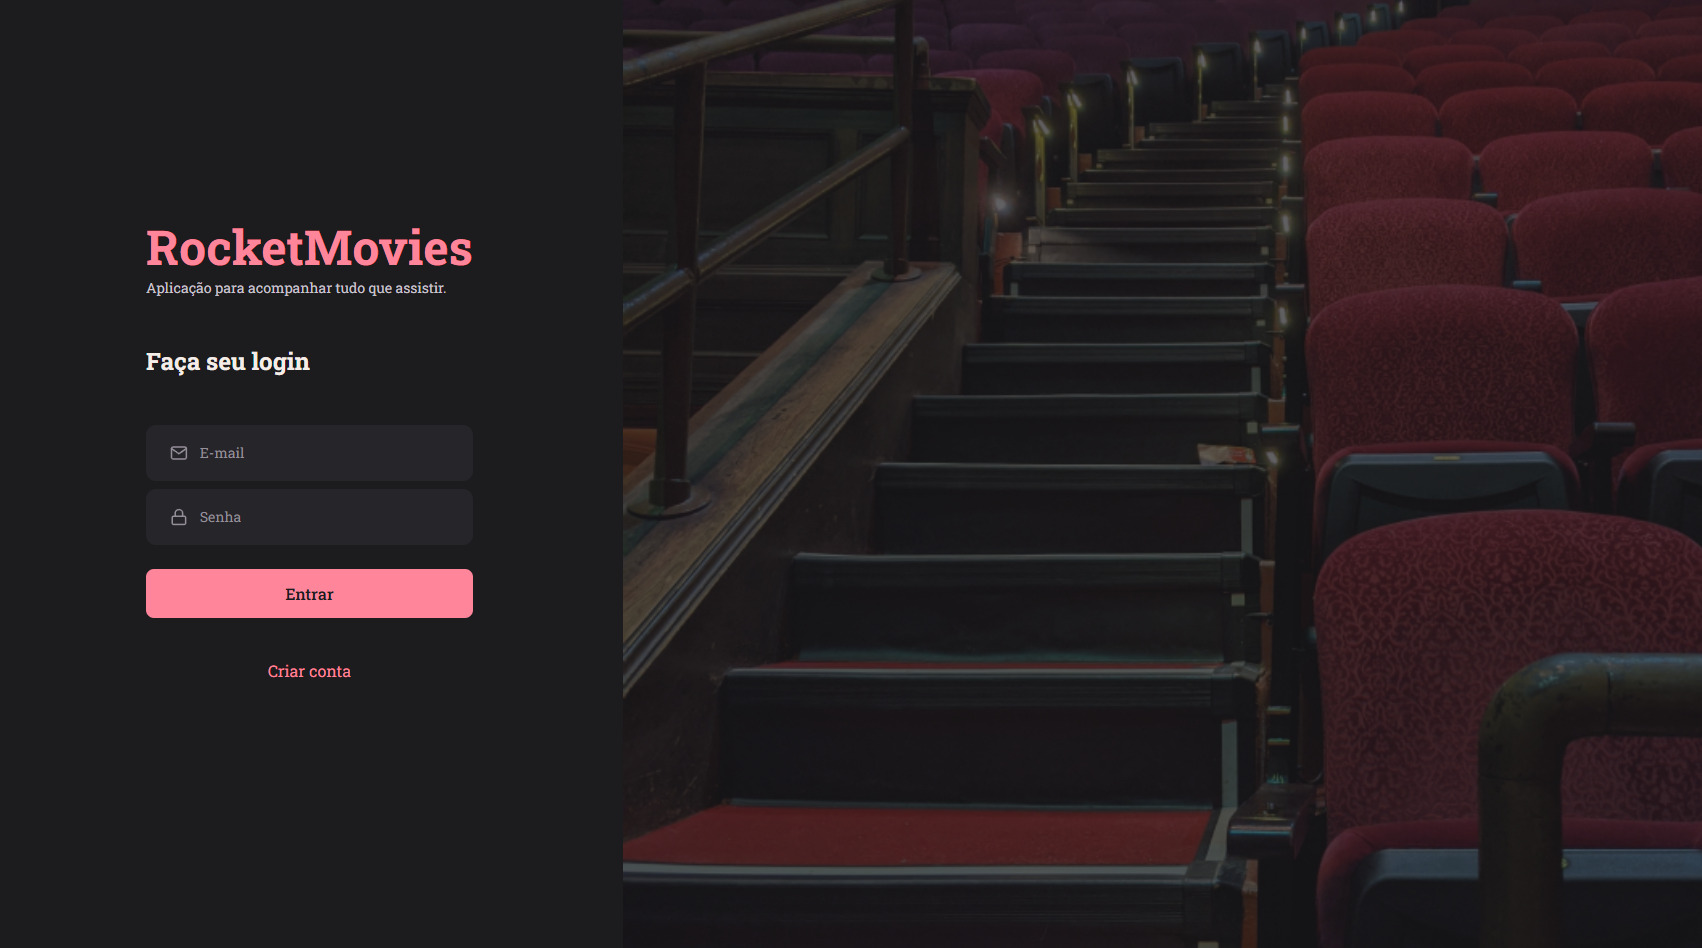 RocketMovies
Aplicação para acompanhar tudo que assistir.
Faça seu login
E-mail
Senha
Entrar
Criar conta